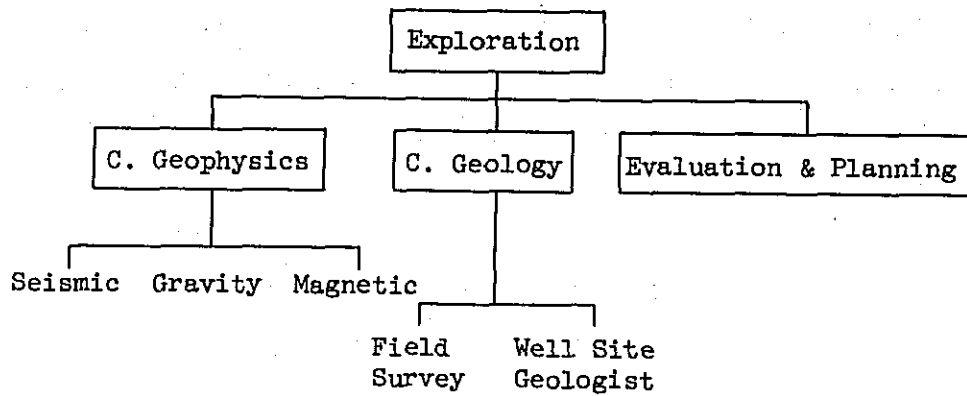 Exploration
C. Geophysics
C. Geology
Evaluation & Planning
Seismic Gravity Magnetic
Field
Survey
Well Site
Geologist